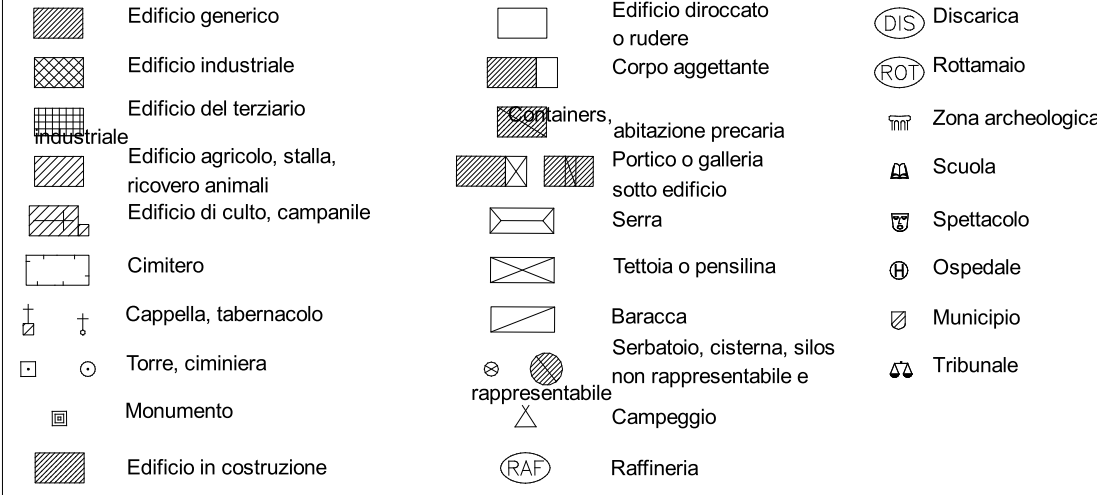 Edificio generico
Edificio industriale
Edificio del terziario
industriale
Edificio agricolo, stalla,
ricovero animali
Edificio di culto, campanile
Cimitero
Cappella, tabernacolo
Torre, ciminiera
Monumento
Edificio in costruzione
Edificio diroccato
o rudere
Corpo aggettante
Containers,
abitazione precaria
Portico o galleria
sotto edificio
Serra
Tettoia o pensilina
Baracca
Serbatoio, cisterna, silos
non rappresentabile e
rappresentabile
Campeggio
RAF Raffineria
DIS Discarica
ROT Rottamaio
Zona archeologica
Scuola
Spettacolo
H Ospedale
Municipio
Tribunale